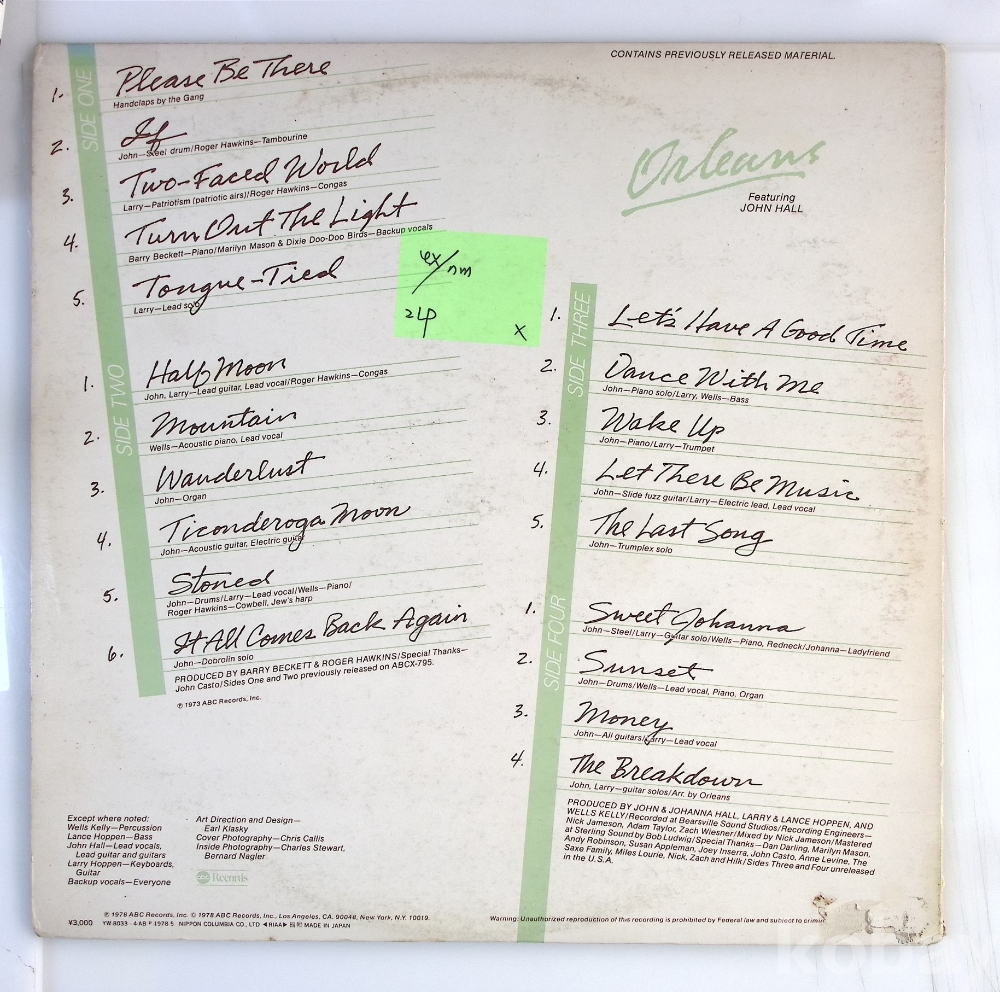 CONTAINS PREVIOUSLY RELEASED MATERIAL.
Orleans
Featuring
JOHN HALL
SIDE ONE
1. Please Be There
Handclaps by the Gang
2. If
John—Steel drum/Roger Hawkins—Tambourine
3. Two-Faced World
Larry—Patriotism (patriotic airs)/Roger Hawkins—Congas
4. Turn Out The Light
Barry Beckett—Piano/Marilyn Mason & Dixie Doo-Doo Birds—Backup vocals
5. Tongue-Tied
Larry—Lead solo
ex/nm
2LP
x
SIDE TWO
1. Half Moon
John, Larry—Lead guitar, Lead vocal/Roger Hawkins—Congas
2. Mountain
Wells—Acoustic piano, Lead vocal
3. Wanderlust
John—Organ
4. Ticonderoga Moon
John—Acoustic guitar, Electric guitar
5. Stoned
John—Drums/Larry—Lead vocal/Wells—Piano/
Roger Hawkins—Cowbell, Jew's harp
6. It All Comes Back Again
John—Dobrolin solo
PRODUCED BY BARRY BECKETT & ROGER HAWKINS/Special Thanks—
John Casto/Sides One and Two previously released on ABCX-795.
℗ 1973 ABC Records, Inc.
SIDE THREE
1. Let's Have A Good Time
2. Dance With Me
John—Piano solo/Larry, Wells—Bass
3. Wake Up
John—Piano/Larry—Trumpet
4. Let There Be Music
John—Slide fuzz guitar/Larry—Electric lead, Lead vocal
5. The Last Song
John—Trumplex solo
SIDE FOUR
1. Sweet Johanna
John—Steel/Larry—Guitar solo/Wells—Piano, Redneck/Johanna—Ladyfriend
2. Sunset
John—Drums/Wells—Lead vocal, Piano, Organ
3. Money
John—All guitars/Larry—Lead vocal
4. The Breakdown
John, Larry—guitar solos/Arr. by Orleans
PRODUCED BY JOHN & JOHANNA HALL, LARRY & LANCE HOPPEN, AND
WELLS KELLY/Recorded at Bearsville Sound Studios/Recording Engineers—
Nick Jameson, Adam Taylor, Zach Wiesner/Mixed by Nick Jameson/Mastered
at Sterling Sound by Bob Ludwig/Special Thanks—Dan Darling, Marilyn Mason,
Andy Robinson, Susan Appleman, Joey Inserra, John Casto, Anne Levine, The
Saxe Family, Miles Lourie, Nick, Zach and Hilk/Sides Three and Four unreleased
in the U.S.A.
Except where noted:
Wells Kelly—Percussion
Lance Hoppen—Bass
John Hall—Lead vocals,
Lead guitar and guitars
Larry Hoppen—Keyboards,
Guitar
Backup vocals—Everyone
Art Direction and Design—
Earl Klasky
Cover Photography—Chris Callis
Inside Photography—Charles Stewart,
Bernard Nagler
abc Records
℗ 1978 ABC Records, Inc. © 1978 ABC Records, Inc., Los Angeles, CA. 90048, New York, N.Y. 10019.
¥3,000 YW-8033-4-AB ℗ 1978·5 NIPPON COLUMBIA CO., LTD ◀RIAA▶ MADE IN JAPAN
Warning: Unauthorized reproduction of this recording is prohibited by Federal law and subject to criminal